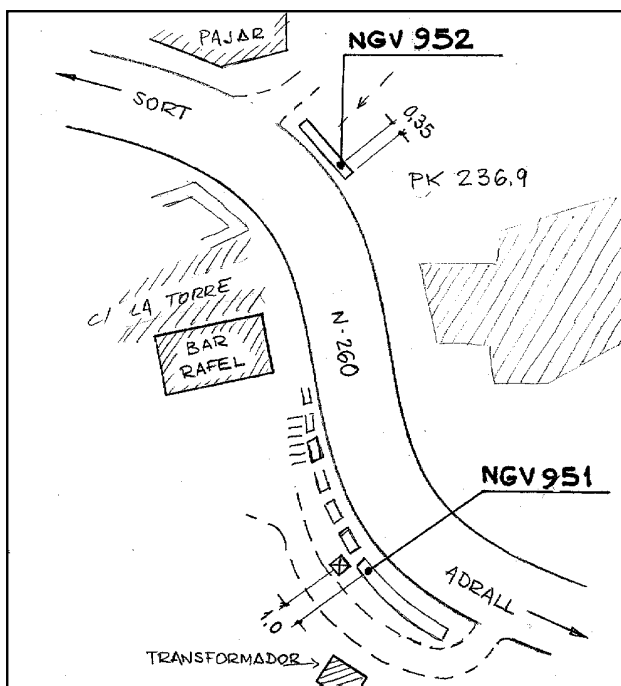 PAJAR
NGV 952
SORT
0,35
PK 236.9
C/ LA TORRE
BAR
RAFEL
N-260
NGV 951
ADRALL
1,0
TRANSFORMADOR